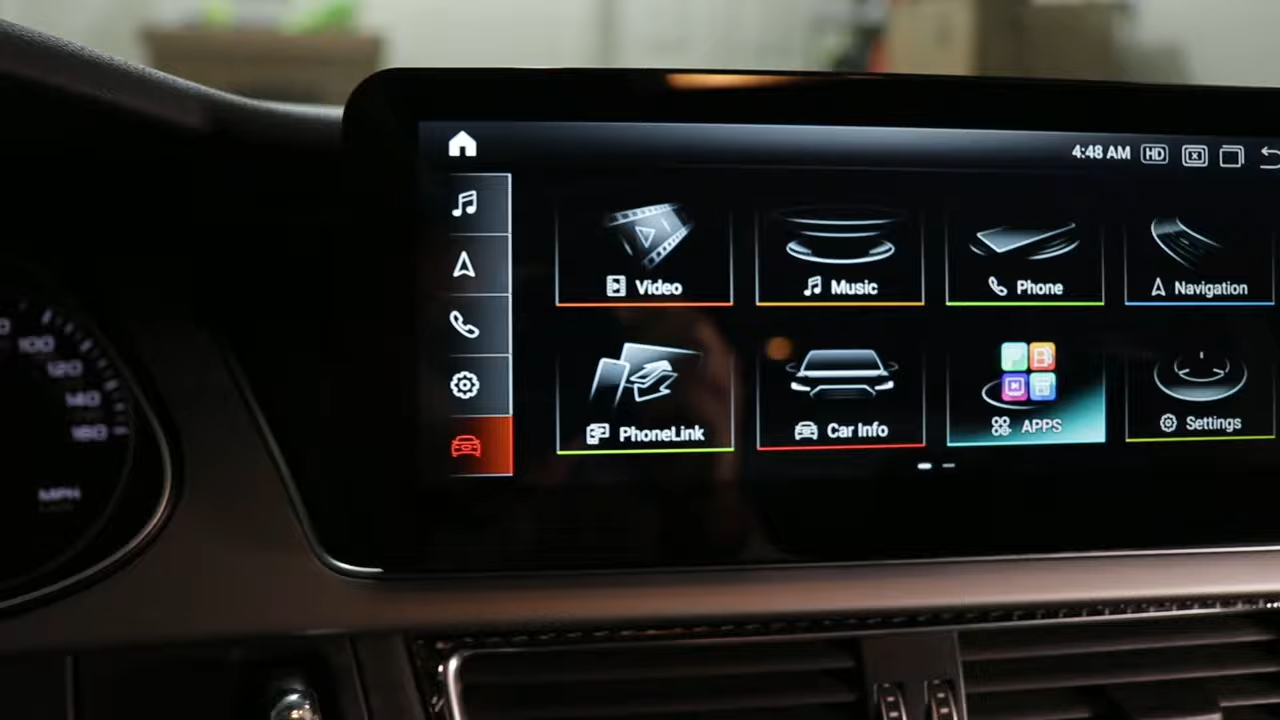 4:48 AM HD
Video
Music
Phone
Navigation
PhoneLink
Car Info
APPS
Settings
100
120
140
160
MPH